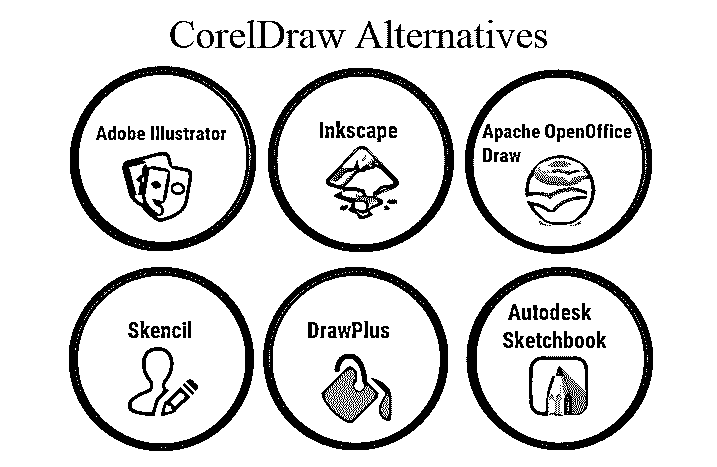 CorelDraw Alternatives
Adobe Illustrator
Inkscape
Apache OpenOffice
Draw
Skencil
DrawPlus
Autodesk
Sketchbook